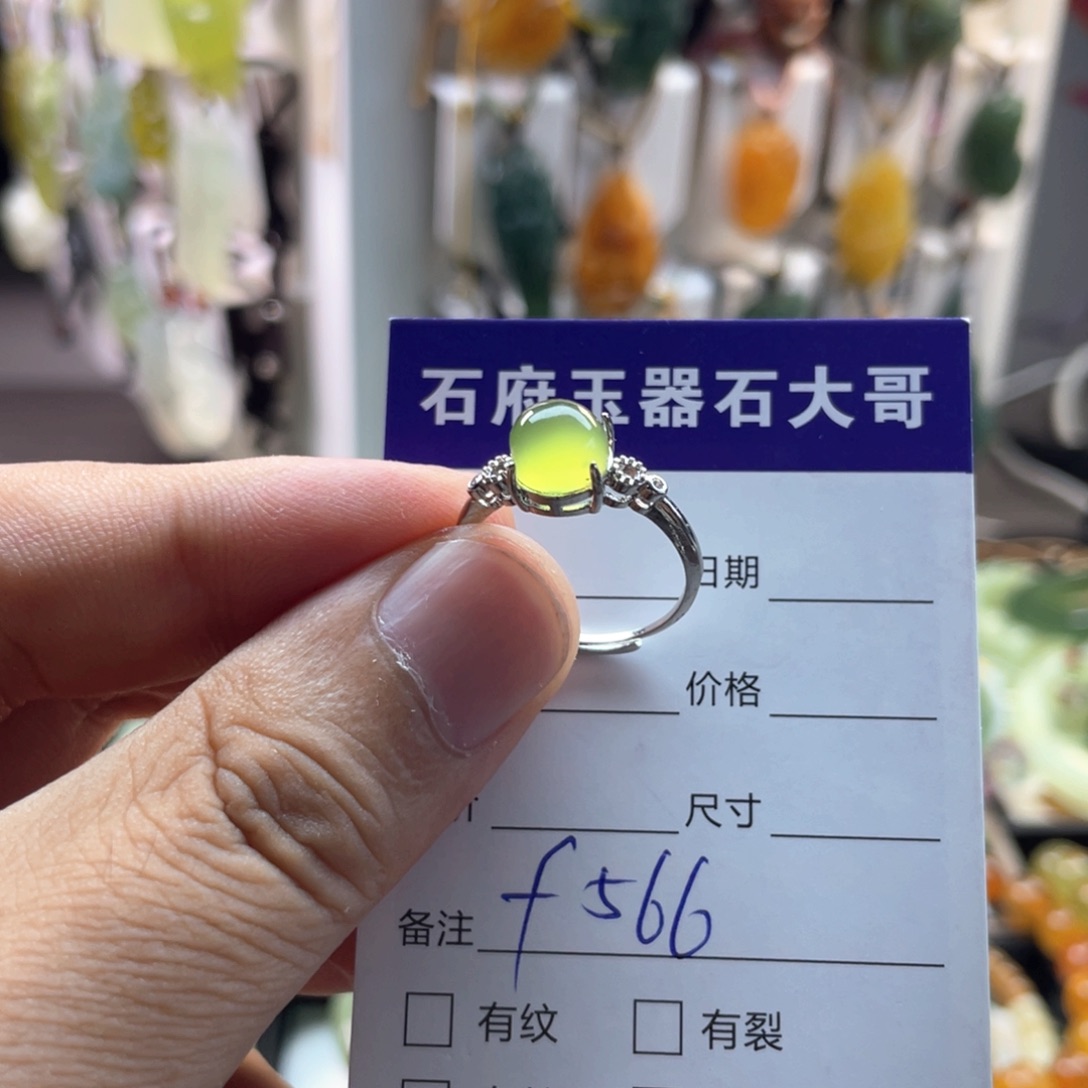 石府玉器石大哥
日期
价格
尺寸
备注 f566
有纹 有裂